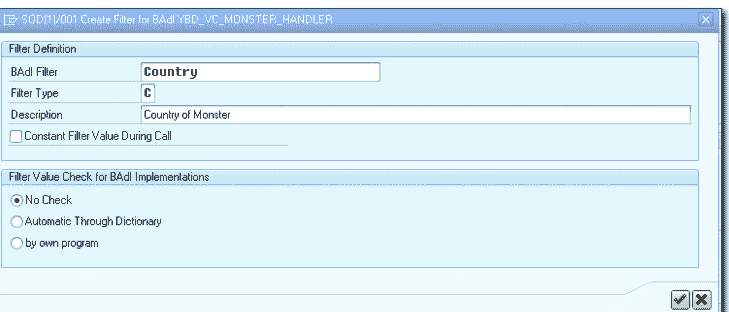 SOD(1)/001 Create Filter for BAdI YBD_VC_MONSTER_HANDLER
Filter Definition
BAdI Filter Country
Filter Type C
Description Country of Monster
Constant Filter Value During Call
Filter Value Check for BAdI Implementations
No Check
Automatic Through Dictionary
by own program